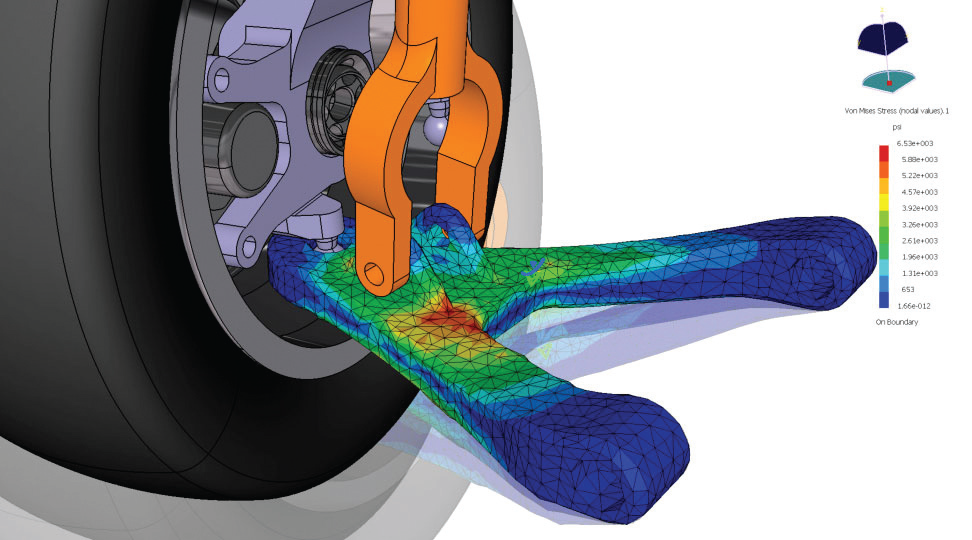 Von Mises Stress (nodal values).1
psi
6.53e+003
5.88e+003
5.22e+003
4.57e+003
3.92e+003
3.26e+003
2.61e+003
1.96e+003
1.31e+003
653
1.66e-012
On Boundary